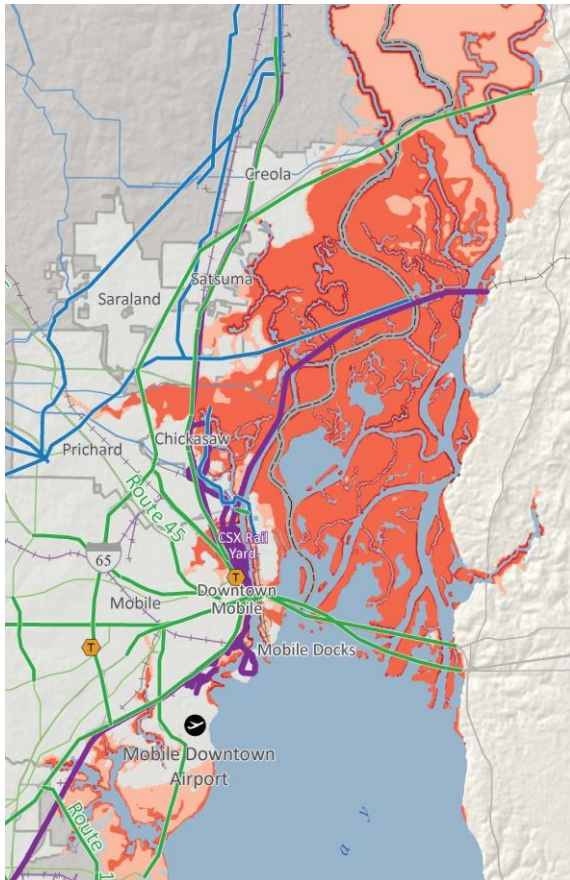 Creola
Satsuma
Saraland
Chickasaw
Prichard
Route 45
CSX Rail
Yard
65
T
Downtown
Mobile
Mobile
T
Mobile Docks
Mobile Downtown
Airport
Route 1
a y